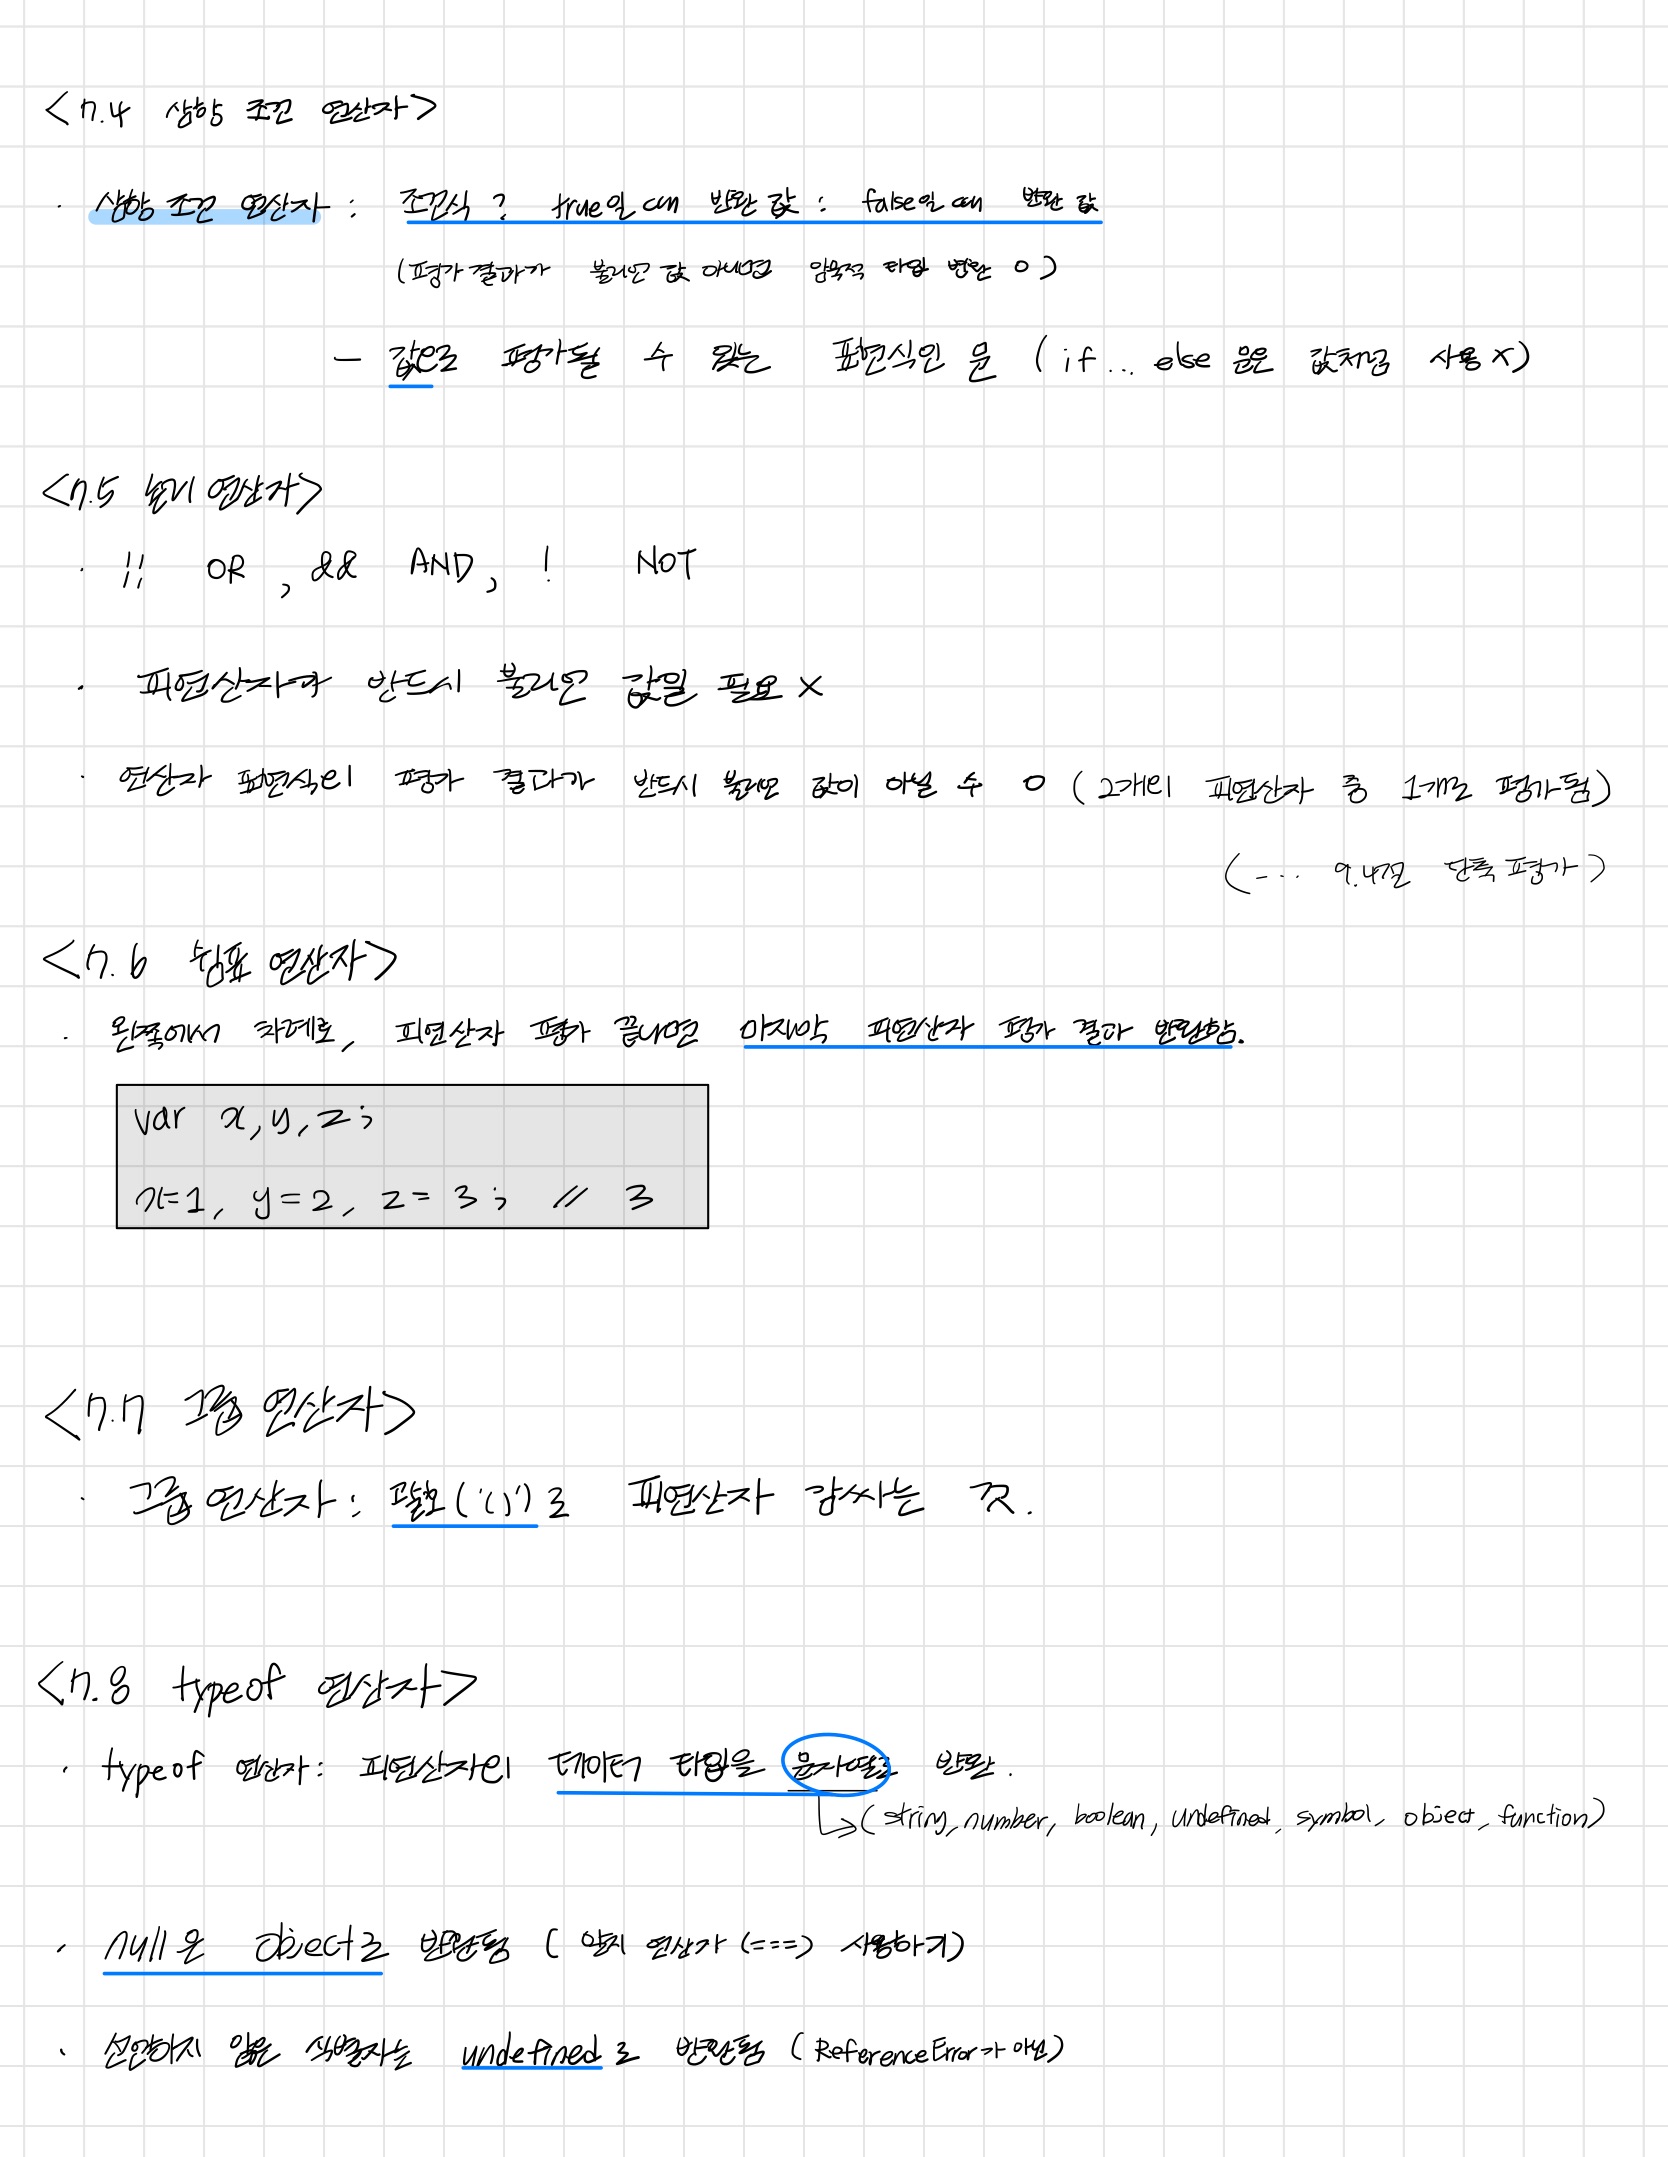 <7.4 삼항 조건 연산자>
· 삼항 조건 연산자 : 조건식 ? true일 때 반환 값 : false일 때 반환 값
(평가 결과가 불리언 값 아니면 암묵적 타입 변환 O)
- 값으로 평가될 수 있는 표현식인 문 (if ... else 문은 값처럼 사용 X)
<7.5 논리 연산자>
· || OR , && AND, ! NOT
· 피연산자가 반드시 불리언 값일 필요 X
· 연산자 표현식의 평가 결과가 반드시 불리언 값이 아닐 수 O (2개의 피연산자 중 1개로 평가됨)
(-... 9.4절 단축 평가)
<7.6 쉼표 연산자>
· 왼쪽에서 차례로, 피연산자 평가 끝나면 마지막 피연산자 평가 결과 반환함.
var x, y, z ;
x=1, y=2, z = 3 ; // 3
<7.7 그룹 연산자>
· 그룹 연산자 : 괄호('()')로 피연산자 감싸는 것.
<7.8 typeof 연산자>
· typeof 연산자 : 피연산자의 데이터 타입을 문자열로 반환.
↳(string, number, boolean, undefined, symbol, object, function)
· null은 object로 반환됨 (일치 연산자 (===) 사용하기)
· 선언하지 않은 식별자는 undefined로 반환됨 (ReferenceError가 아닌)